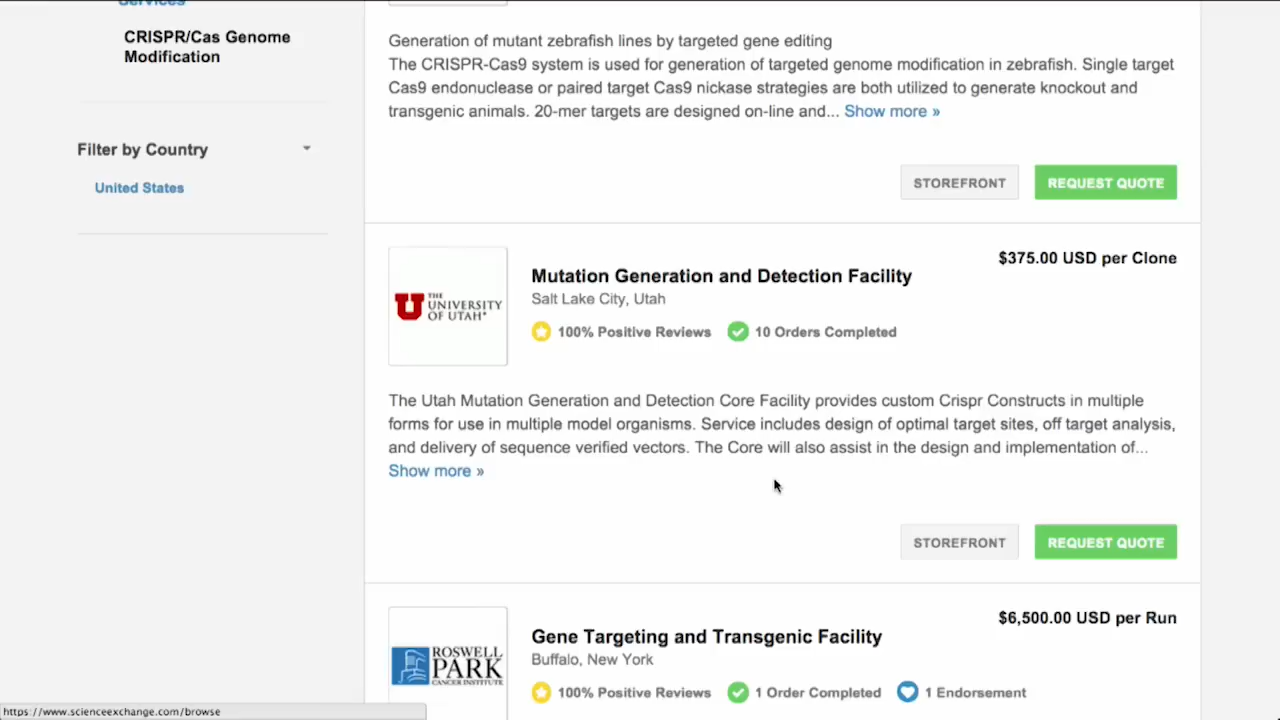 Services
CRISPR/Cas Genome
Modification
Filter by Country
United States
Generation of mutant zebrafish lines by targeted gene editing
The CRISPR-Cas9 system is used for generation of targeted genome modification in zebrafish. Single target
Cas9 endonuclease or paired target Cas9 nickase strategies are both utilized to generate knockout and
transgenic animals. 20-mer targets are designed on-line and... Show more »
STOREFRONT
REQUEST QUOTE
THE
UNIVERSITY
OF UTAH
Mutation Generation and Detection Facility
$375.00 USD per Clone
Salt Lake City, Utah
100% Positive Reviews
10 Orders Completed
The Utah Mutation Generation and Detection Core Facility provides custom Crispr Constructs in multiple
forms for use in multiple model organisms. Service includes design of optimal target sites, off target analysis,
and delivery of sequence verified vectors. The Core will also assist in the design and implementation of...
Show more »
STOREFRONT
REQUEST QUOTE
ROSWELL
PARK
CANCER INSTITUTE
Gene Targeting and Transgenic Facility
$6,500.00 USD per Run
Buffalo, New York
100% Positive Reviews
1 Order Completed
1 Endorsement
https://www.scienceexchange.com/browse